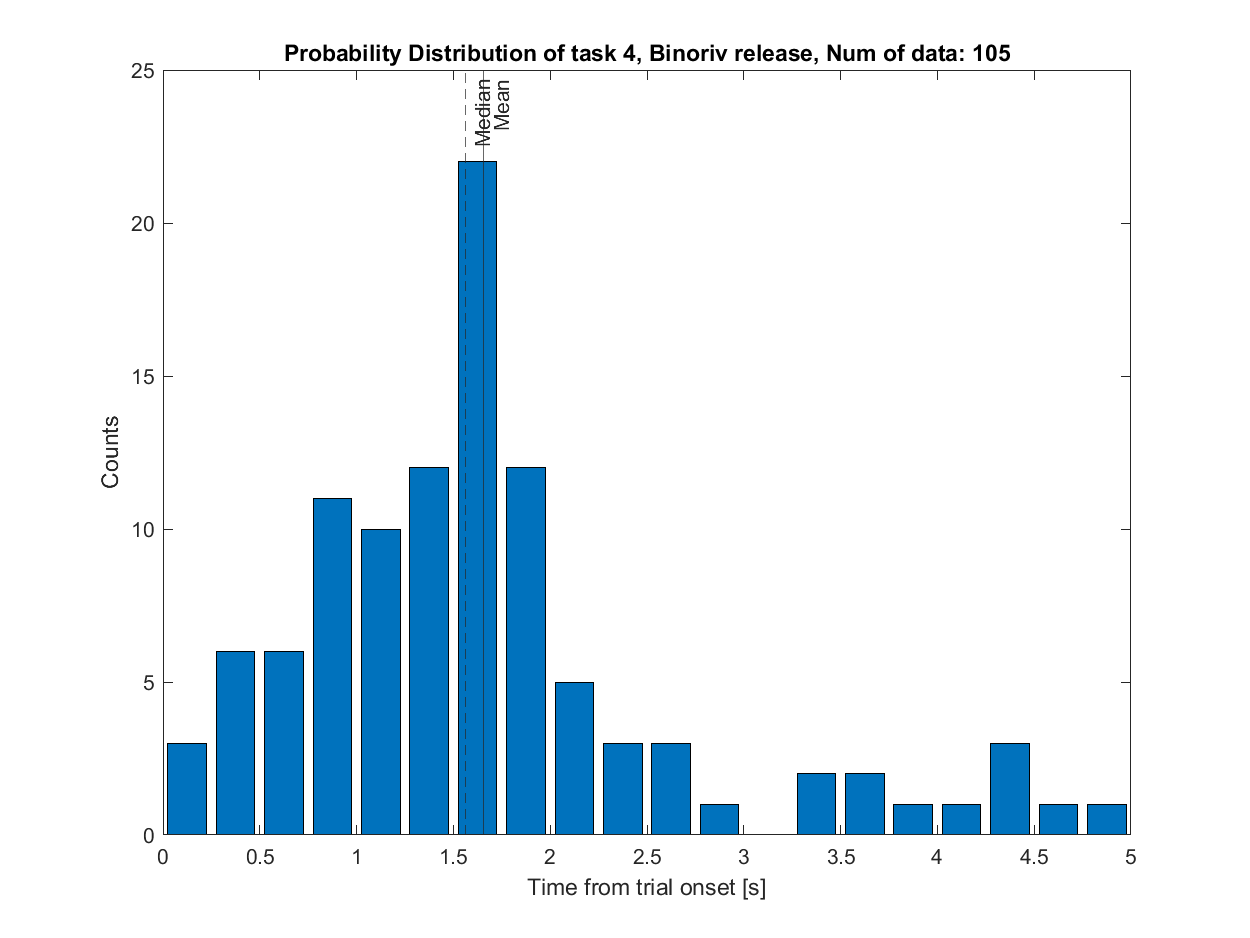 Probability Distribution of task 4, Binoriv release, Num of data: 105
25
20
15
10
5
0
Counts
Median
Mean
0 0.5 1 1.5 2 2.5 3 3.5 4 4.5 5
Time from trial onset [s]